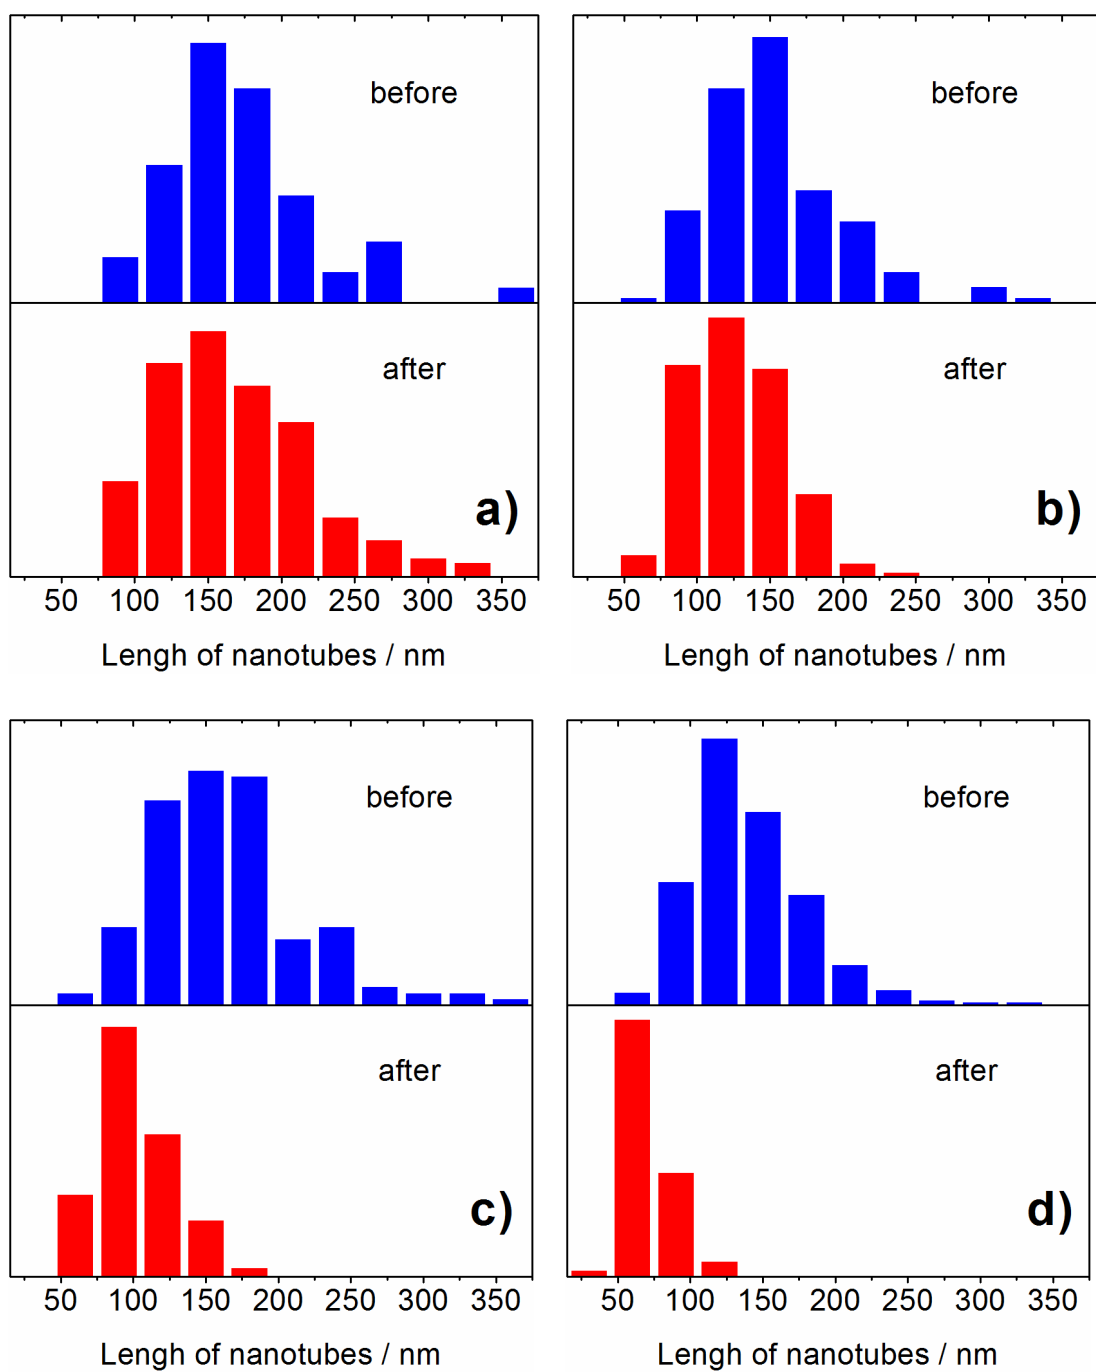 before
before
after
after
a)
b)
50 100 150 200 250 300 350
50 100 150 200 250 300 350
Lengh of nanotubes / nm
Lengh of nanotubes / nm
before
before
after
after
c)
d)
50 100 150 200 250 300 350
50 100 150 200 250 300 350
Lengh of nanotubes / nm
Lengh of nanotubes / nm